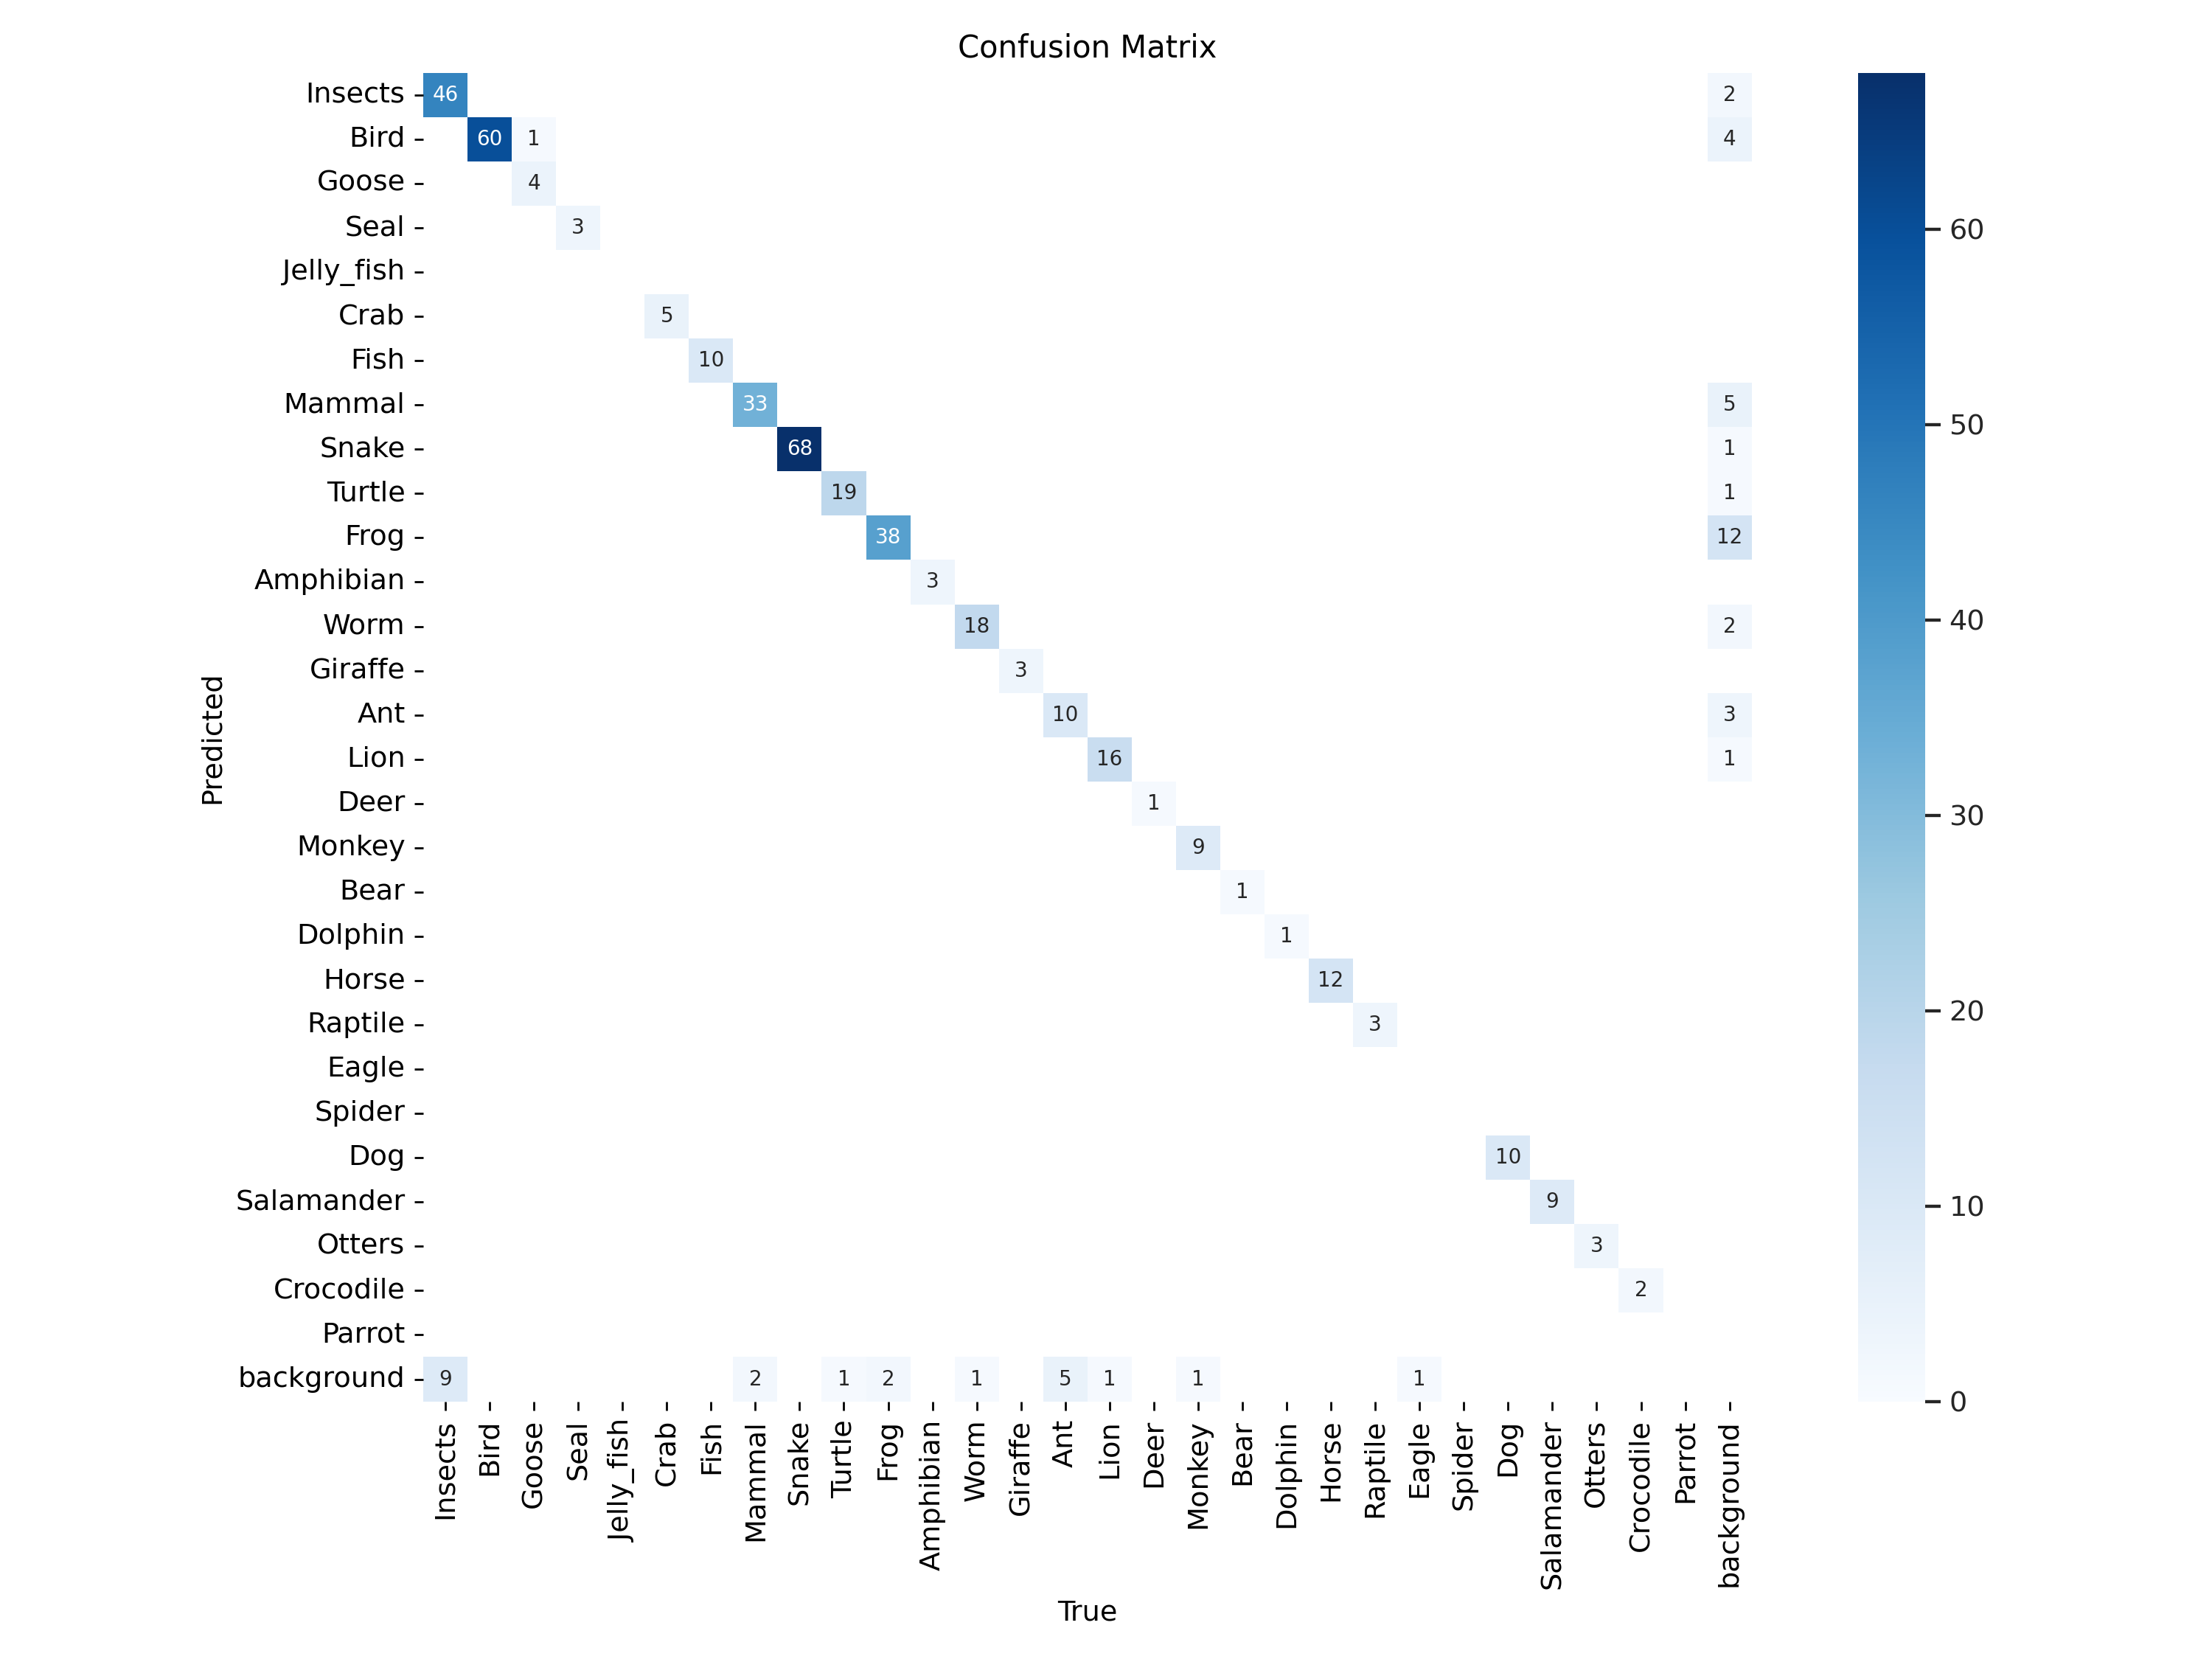 Confusion Matrix
Insects 46 2
Bird 60 1 4
Goose 4
Seal 3
Jelly_fish
60
Crab 5
Fish 10
Mammal 33 5
50
Snake 68 1
Turtle 19 1
Frog 38 12
Amphibian 3
Worm 18 2
40
Giraffe 3
Predicted
Ant 10 3
Lion 16 1
Deer 1
30
Monkey 9
Bear 1
Dolphin 1
Horse 12
20
Raptile 3
Eagle
Spider
Dog 10
Salamander 9
10
Otters 3
Crocodile 2
Parrot
background 9 2 1 2 1 5 1 1 1
0
Insects Bird Goose Seal Jelly_fish Crab Fish Mammal Snake Turtle Frog Amphibian Worm Giraffe Ant Lion Deer Monkey Bear Dolphin Horse Raptile Eagle Spider Dog Salamander Otters Crocodile Parrot background
True